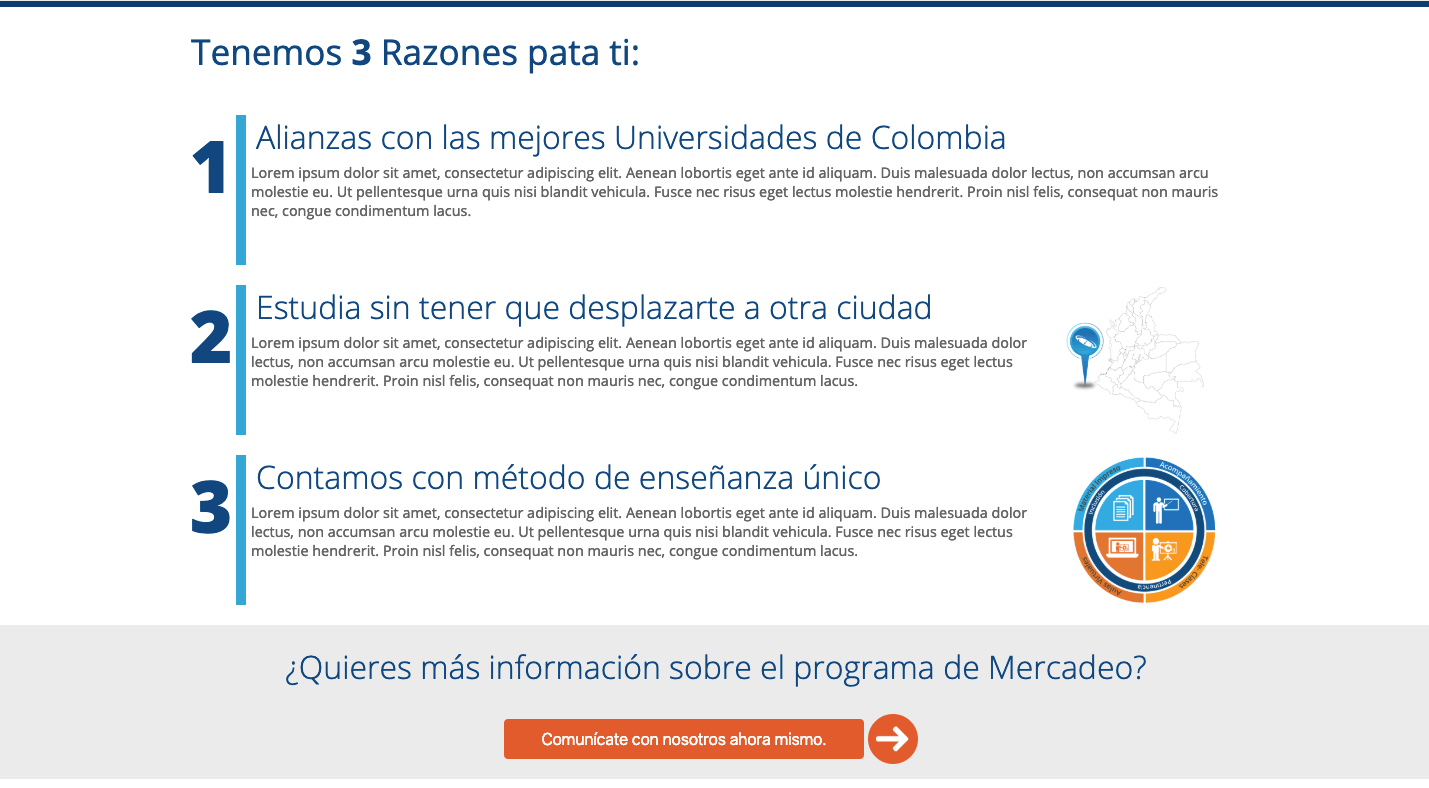 Tenemos 3 Razones pata ti:
1
Alianzas con las mejores Universidades de Colombia
Lorem ipsum dolor sit amet, consectetur adipiscing elit. Aenean lobortis eget ante id aliquam. Duis malesuada dolor lectus, non accumsan arcu
molestie eu. Ut pellentesque urna quis nisi blandit vehicula. Fusce nec risus eget lectus molestie hendrerit. Proin nisl felis, consequat non mauris
nec, congue condimentum lacus.
2
Estudia sin tener que desplazarte a otra ciudad
Lorem ipsum dolor sit amet, consectetur adipiscing elit. Aenean lobortis eget ante id aliquam. Duis malesuada dolor
lectus, non accumsan arcu molestie eu. Ut pellentesque urna quis nisi blandit vehicula. Fusce nec risus eget lectus
molestie hendrerit. Proin nisl felis, consequat non mauris nec, congue condimentum lacus.
3
Contamos con método de enseñanza único
Lorem ipsum dolor sit amet, consectetur adipiscing elit. Aenean lobortis eget ante id aliquam. Duis malesuada dolor
lectus, non accumsan arcu molestie eu. Ut pellentesque urna quis nisi blandit vehicula. Fusce nec risus eget lectus
molestie hendrerit. Proin nisl felis, consequat non mauris nec, congue condimentum lacus.
Material Impreso
Acompañamiento
Inclusión
Cobertura
Pertinencia
Aulas Virtuales
Tele- Clases
¿Quieres más información sobre el programa de Mercadeo?
Comunícate con nosotros ahora mismo.